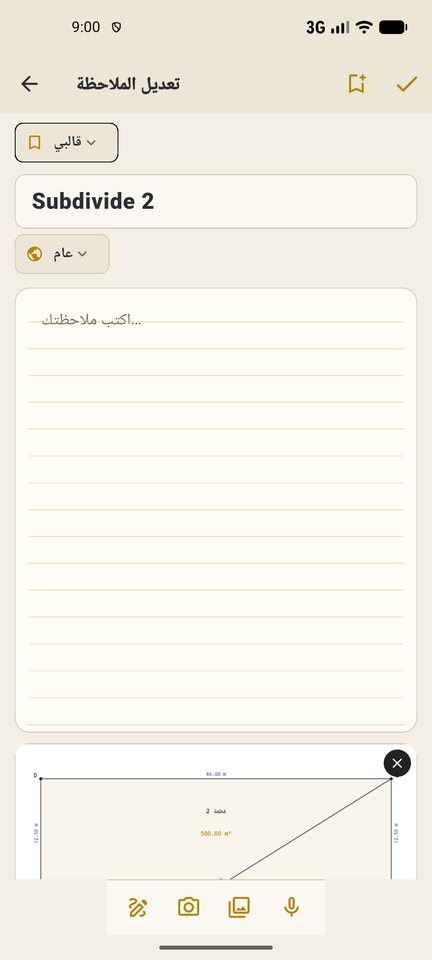 9:00
3G
تعديل الملاحظة
قالبي
Subdivide 2
عام
اكتب ملاحظتك...
40.00 m
D
قطعة 2
500.00 m²
12.50 m
12.50 m